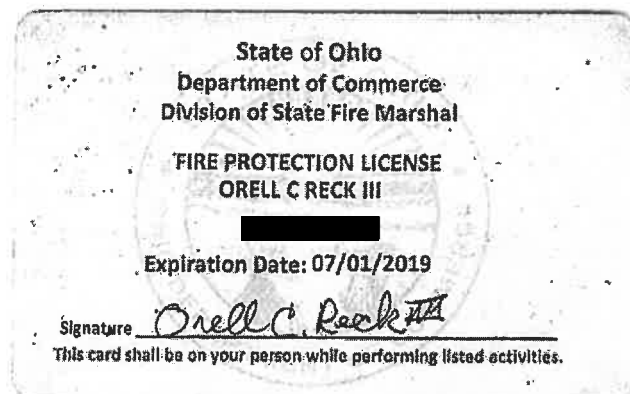 State of Ohio
Department of Commerce
Division of State Fire Marshal
FIRE PROTECTION LICENSE
ORELL C RECK III
Expiration Date: 07/01/2019
Signature Orell C. Reck III
This card shall be on your person while performing listed activities.